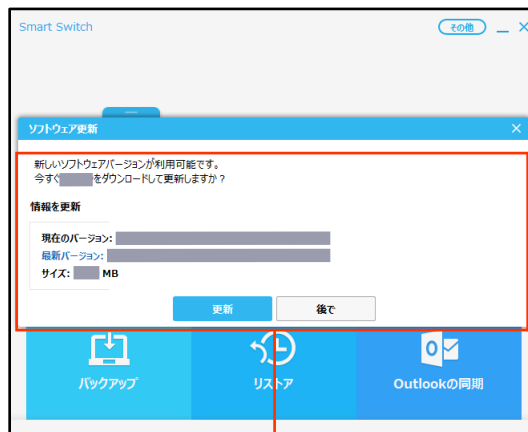 Smart Switch
その他
ソフトウェア更新
新しいソフトウェアバージョンが利用可能です。
今すぐ をダウンロードして更新しますか？
情報を更新
現在のバージョン:
最新バージョン:
サイズ: MB
更新 後で
バックアップ リストア Outlookの同期